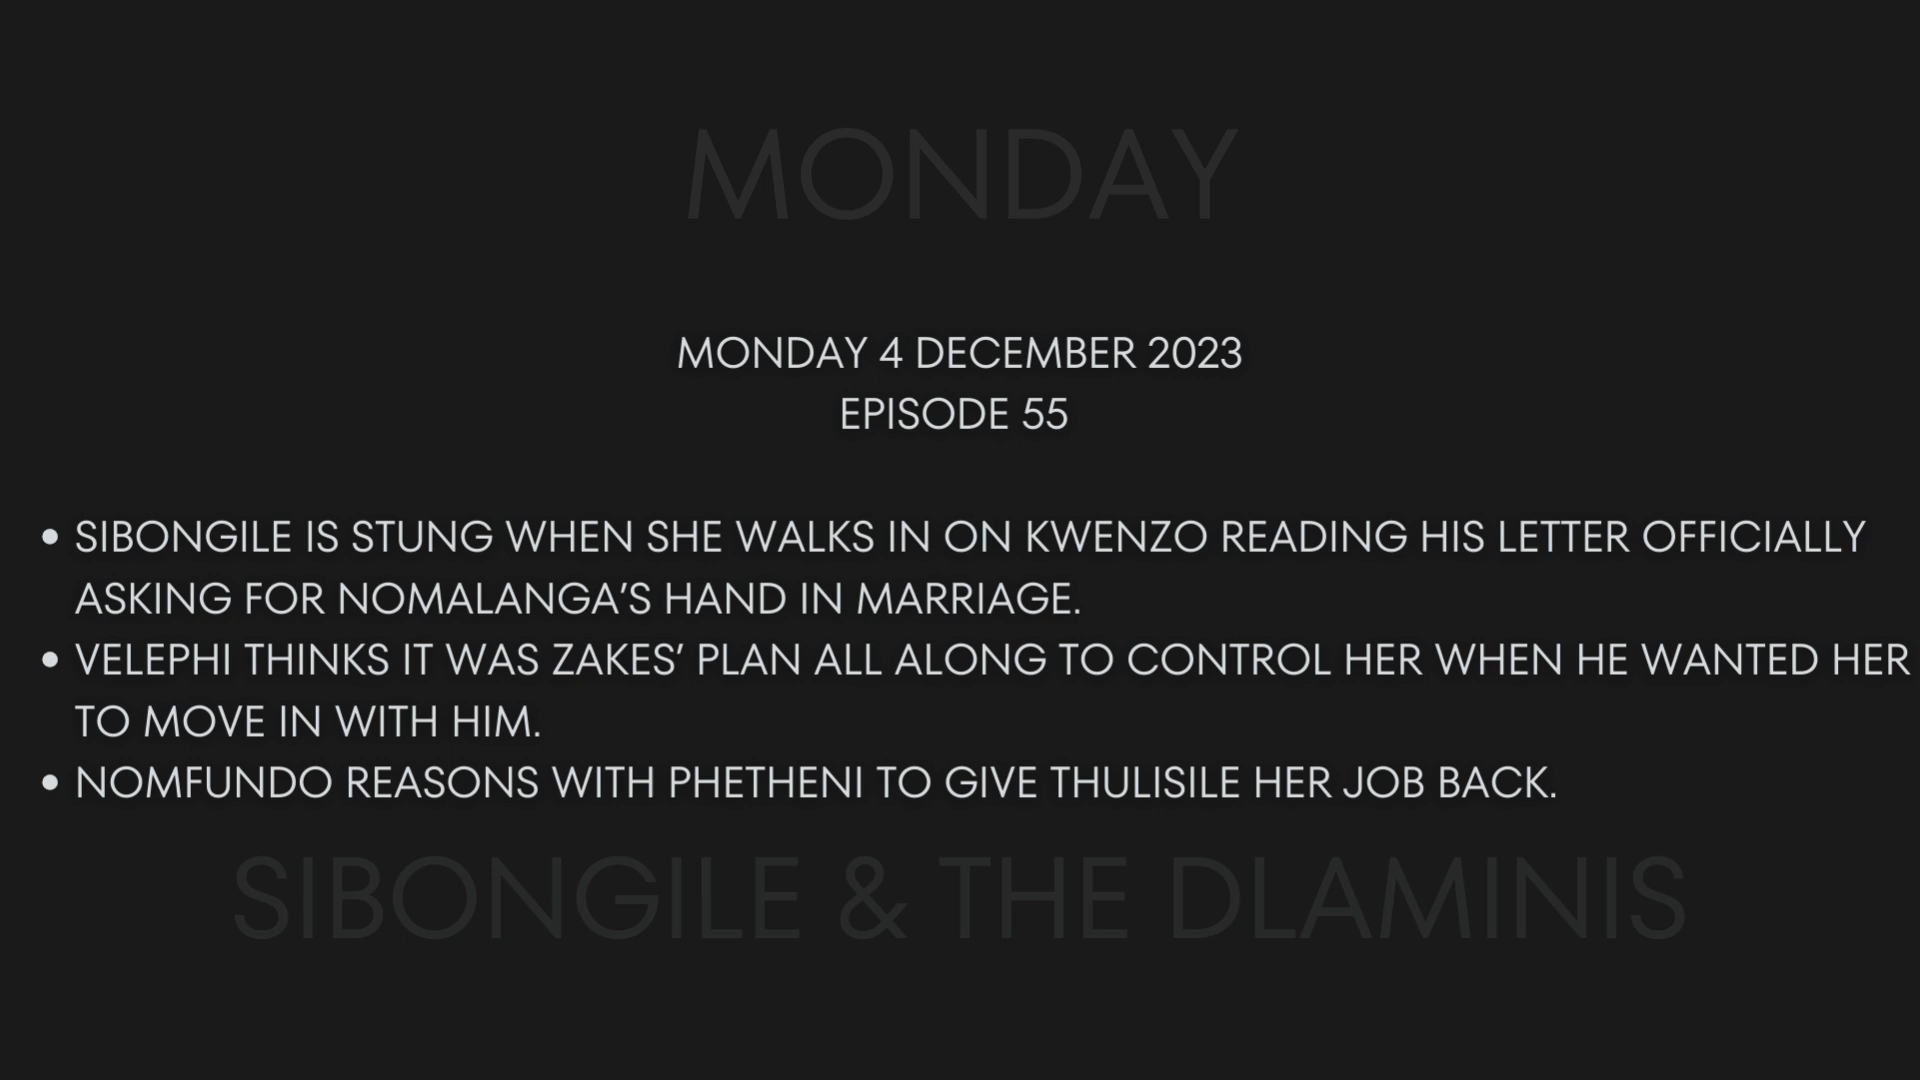 MONDAY
MONDAY 4 DECEMBER 2023
EPISODE 55
• SIBONGILE IS STUNG WHEN SHE WALKS IN ON KWENZO READING HIS LETTER OFFICIALLY
ASKING FOR NOMALANGA’S HAND IN MARRIAGE.
• VELEPHI THINKS IT WAS ZAKES’ PLAN ALL ALONG TO CONTROL HER WHEN HE WANTED HER
TO MOVE IN WITH HIM.
• NOMFUNDO REASONS WITH PHETHENI TO GIVE THULISILE HER JOB BACK.
SIBONGILE & THE DLAMINIS